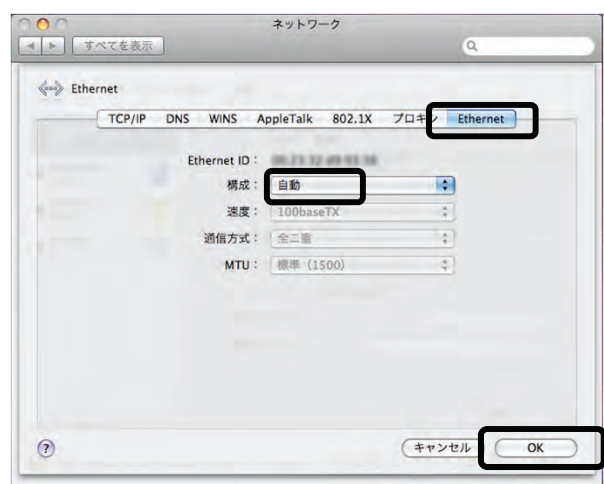 ネットワーク
すべてを表示
Ethernet
TCP/IP DNS WINS AppleTalk 802.1X プロキシ Ethernet
Ethernet ID：
構成： 自動
速度： 100baseTX
通信方式： 全二重
MTU： 標準（1500）
? キャンセル OK